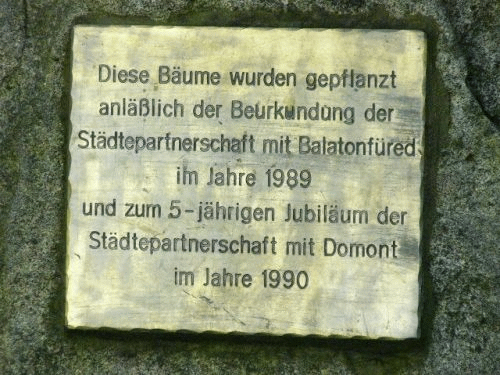 Diese Bäume wurden gepflanzt
anläßlich der Beurkundung der
Städtepartnerschaft mit Balatonfüred
im Jahre 1989
und zum 5-jährigen Jubiläum der
Städtepartnerschaft mit Domont
im Jahre 1990